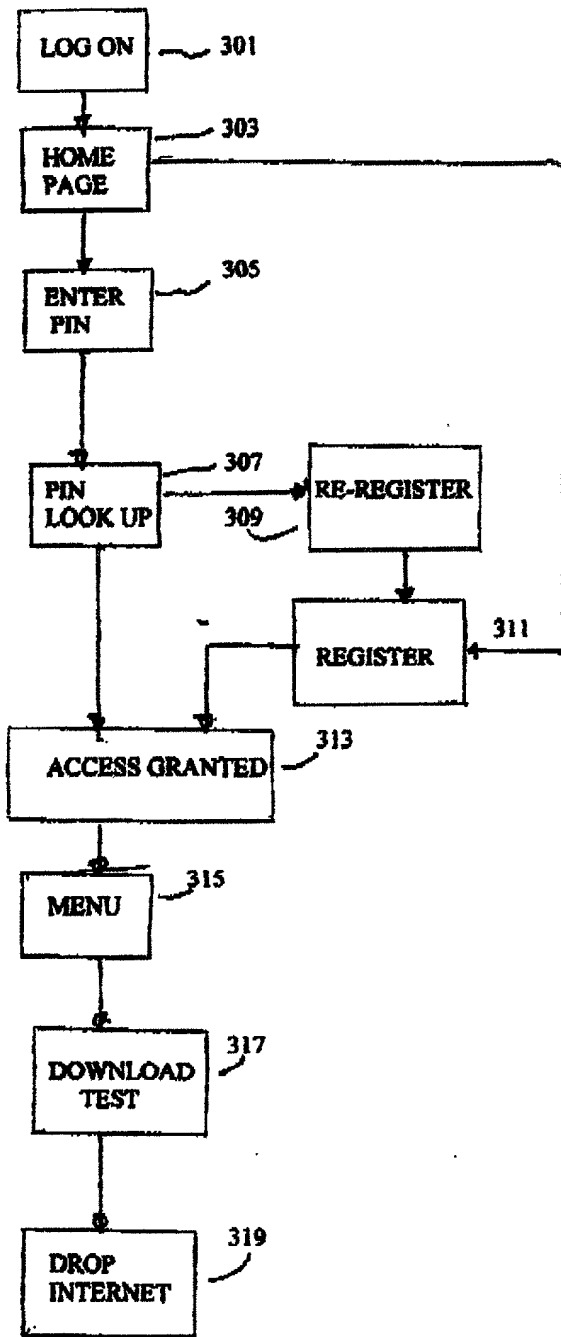 LOG ON
301
303
HOME
PAGE
305
ENTER
PIN
307
PIN
LOOK UP
RE-REGISTER
309
311
REGISTER
313
ACCESS GRANTED
315
MENU
317
DOWNLOAD
TEST
319
DROP
INTERNET